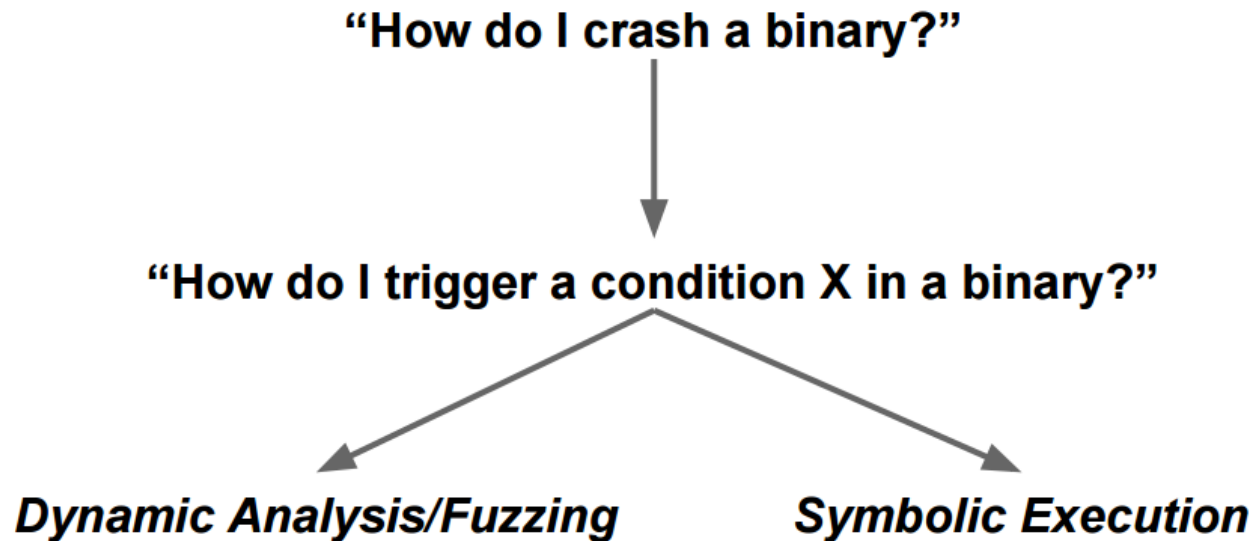 “How do I crash a binary?”
“How do I trigger a condition X in a binary?”
Dynamic Analysis/Fuzzing
Symbolic Execution